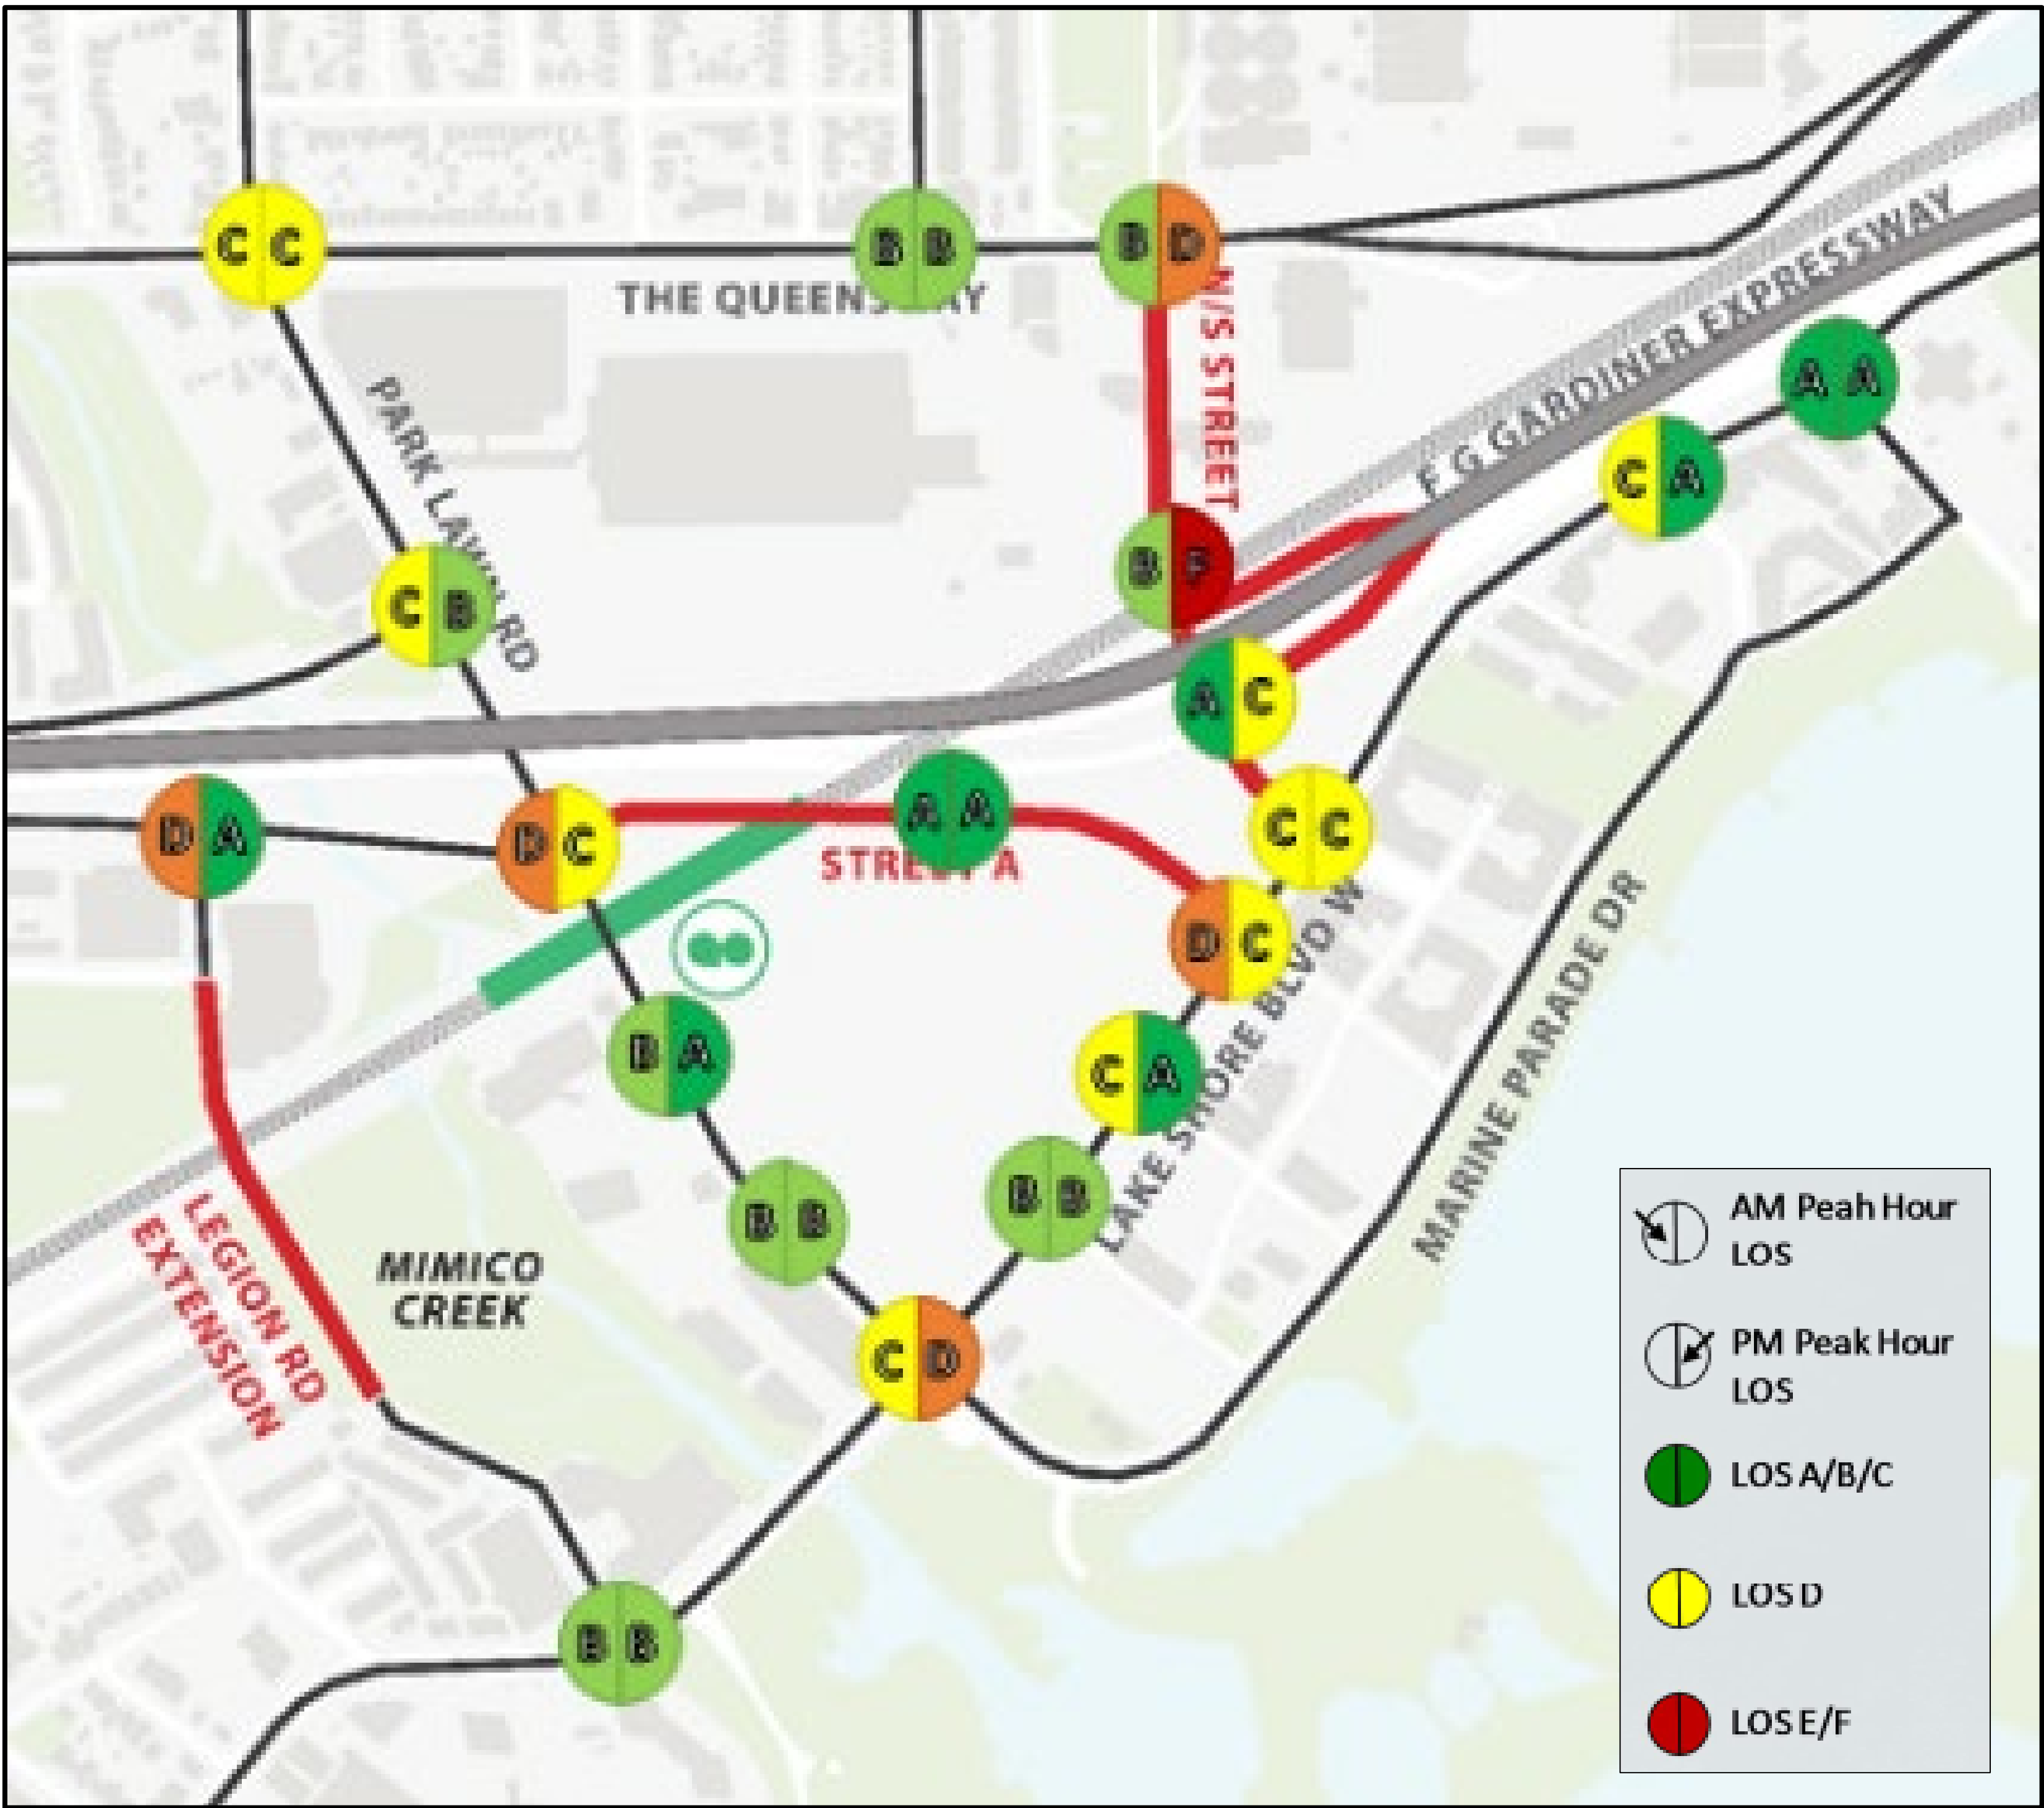 C C
B B
B D
THE QUEENSWAY
N/S STREET
F G GARDINER EXPRESSWAY
A A
C A
PARK LAWN RD
B F
C B
A C
D A
D C
A A
C C
STREET A
D C
LAKE SHORE BLVD W
B A
C A
MARINE PARADE DR
B B
B B
LEGION RD
EXTENSION
MIMICO
CREEK
C D
B B
AM Peah Hour
LOS
PM Peak Hour
LOS
LOS A/B/C
LOS D
LOS E/F